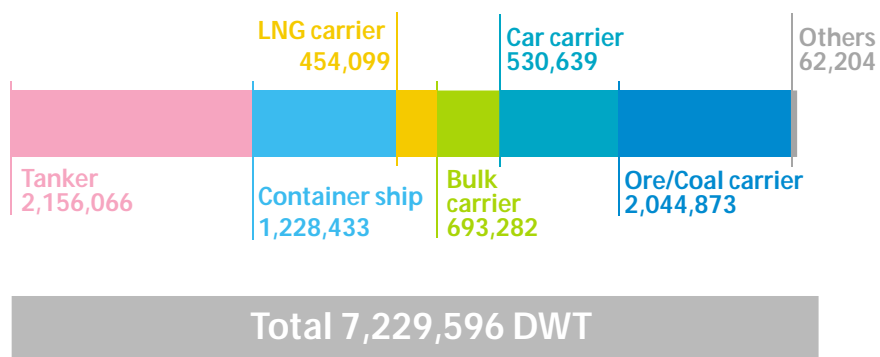 LNG carrier
454,099
Car carrier
530,639
Others
62,204
Tanker
2,156,066
Container ship
1,228,433
Bulk
carrier
693,282
Ore/Coal carrier
2,044,873
Total 7,229,596 DWT